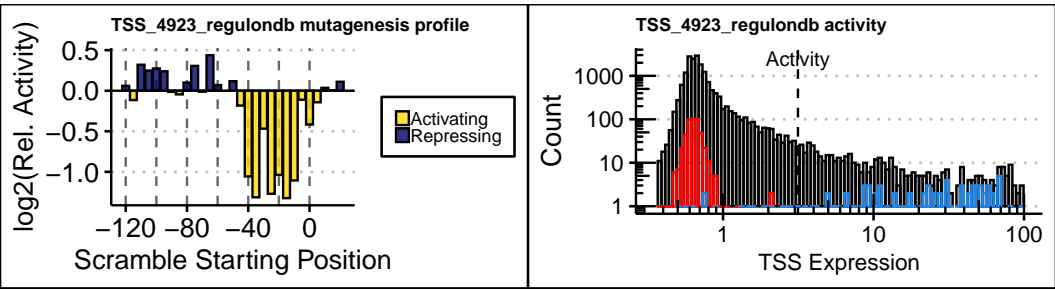 TSS_4923_regulondb mutagenesis profile
log2(Rel. Activity)
0.5
0.0
−0.5
−1.0
−120 −80 −40 0
Scramble Starting Position
Activating
Repressing
TSS_4923_regulondb activity
Activity
Count
1000
100
10
1
1 10 100
TSS Expression